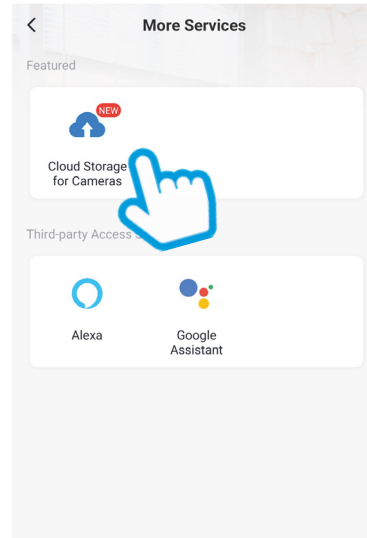 More Services
Featured
NEW
Cloud Storage
for Cameras
Third-party Access S
Alexa
Google
Assistant